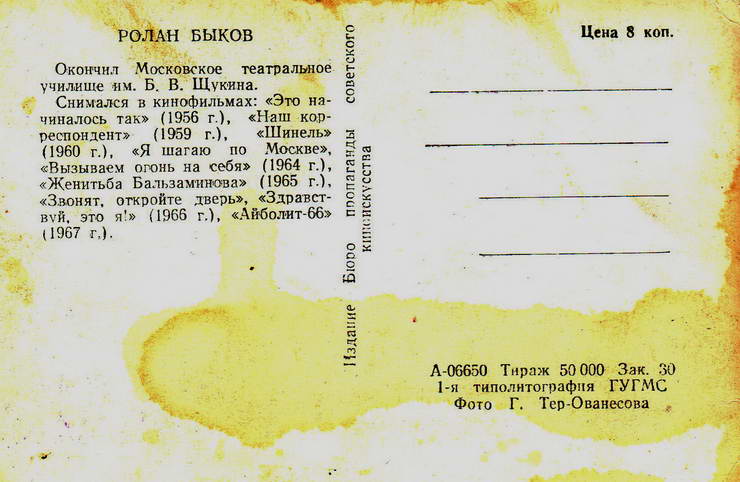 РОЛАН БЫКОВ
Окончил Московское театральное
училище им. Б. В. Щукина.
Снимался в кинофильмах: «Это на-
чиналось так» (1956 г.), «Наш кор-
респондент» (1959 г.), «Шинель»
(1960 г.), «Я шагаю по Москве»,
«Вызываем огонь на себя» (1964 г.),
«Женитьба Бальзаминова» (1965 г.),
«Звонят, откройте дверь», «Здравст-
вуй, это я!» (1966 г.), «Айболит-66»
(1967 г.).
Издание Бюро пропаганды советского
киноискусства
Цена 8 коп.
А-06650 Тираж 50 000 Зак. 30
1-я типолитография ГУГМС
Фото Г. Тер-Ованесова